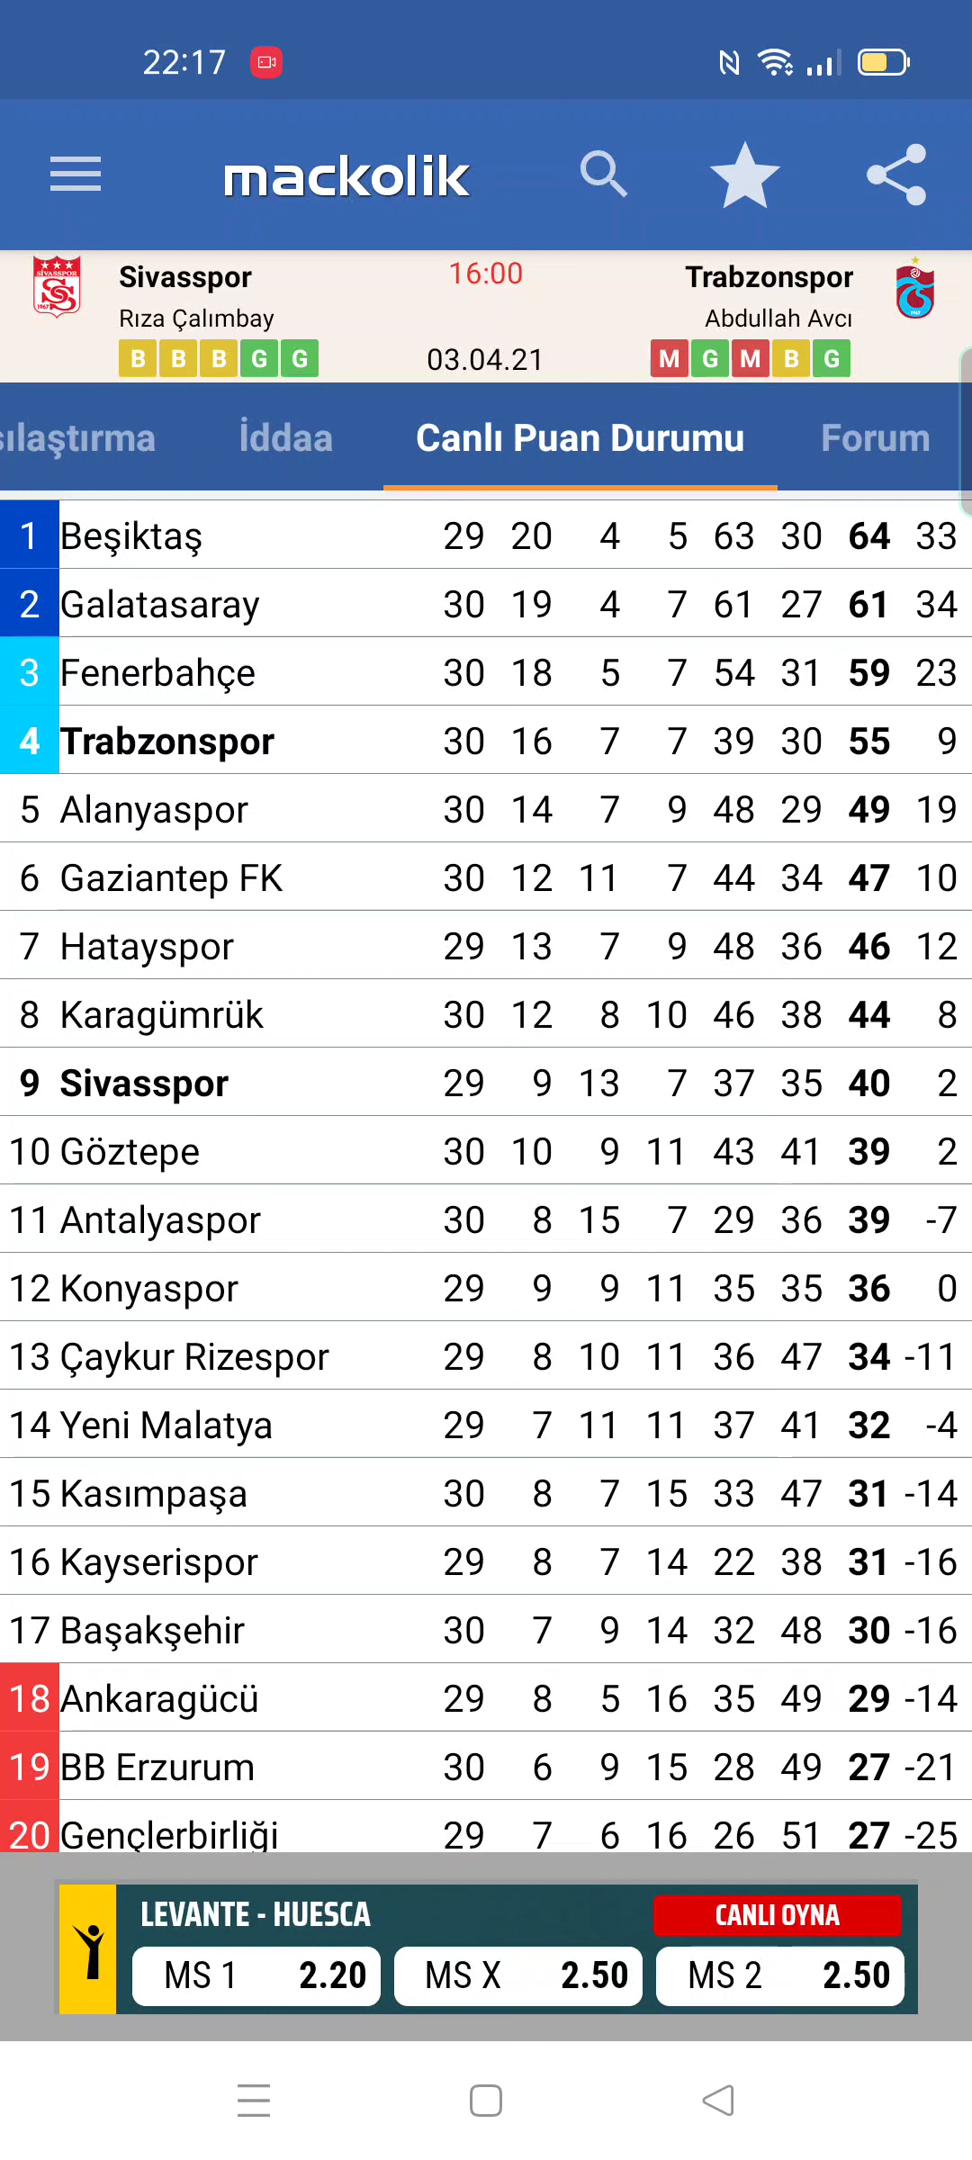 22:17
mackolik
Sivasspor 16:00 Trabzonspor
Rıza Çalımbay Abdullah Avcı
B B B G G 03.04.21 M G M B G
sılaştırma İddaa Canlı Puan Durumu Forum
1 Beşiktaş 29 20 4 5 63 30 64 33
2 Galatasaray 30 19 4 7 61 27 61 34
3 Fenerbahçe 30 18 5 7 54 31 59 23
4 Trabzonspor 30 16 7 7 39 30 55 9
5 Alanyaspor 30 14 7 9 48 29 49 19
6 Gaziantep FK 30 12 11 7 44 34 47 10
7 Hatayspor 29 13 7 9 48 36 46 12
8 Karagümrük 30 12 8 10 46 38 44 8
9 Sivasspor 29 9 13 7 37 35 40 2
10 Göztepe 30 10 9 11 43 41 39 2
11 Antalyaspor 30 8 15 7 29 36 39 -7
12 Konyaspor 29 9 9 11 35 35 36 0
13 Çaykur Rizespor 29 8 10 11 36 47 34 -11
14 Yeni Malatya 29 7 11 11 37 41 32 -4
15 Kasımpaşa 30 8 7 15 33 47 31 -14
16 Kayserispor 29 8 7 14 22 38 31 -16
17 Başakşehir 30 7 9 14 32 48 30 -16
18 Ankaragücü 29 8 5 16 35 49 29 -14
19 BB Erzurum 30 6 9 15 28 49 27 -21
20 Gençlerbirliği 29 7 6 16 26 51 27 -25
LEVANTE - HUESCA CANLI OYNA
MS 1 2.20 MS X 2.50 MS 2 2.50